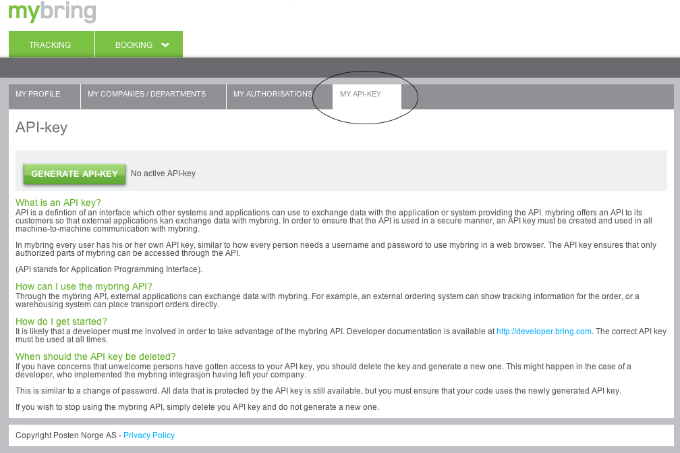 mybring
TRACKING BOOKING
MY PROFILE MY COMPANIES / DEPARTMENTS MY AUTHORISATIONS MY API-KEY
API-key
GENERATE API-KEY No active API-key
What is an API key?
API is a defintion of an interface which other systems and applications can use to exchange data with the application or system providing the API. mybring offers an API to its
customers so that external applications kan exchange data with mybring. In order to ensure that the API is used in a secure manner, an API key must be created and used in all
machine-to-machine communication with mybring.
In mybring every user has his or her own API key, similar to how every person needs a username and password to use mybring in a web browser. The API key ensures that only
authorized parts of mybring can be accessed through the API.
(API stands for Application Programming Interface).
How can I use the mybring API?
Through the mybring API, external applications can exchange data with mybring. For example, an external ordering system can show tracking information for the order, or a
warehousing system can place transport orders directly.
How do I get started?
It is likely that a developer must me involved in order to take advantage of the mybring API. Developer documentation is available at http://developer.bring.com. The correct API key
must be used at all times.
When should the API key be deleted?
If you have concerns that unwelcome persons have gotten access to your API key, you should delete the key and generate a new one. This might happen in the case of a
developer, who implemented the mybring integrasjon having left your company.
This is similar to a change of password. All data that is protected by the API key is still available, but you must ensure that your code uses the newly generated API key.
If you wish to stop using the mybring API, simply delete you API key and do not generate a new one.
Copyright Posten Norge AS - Privacy Policy